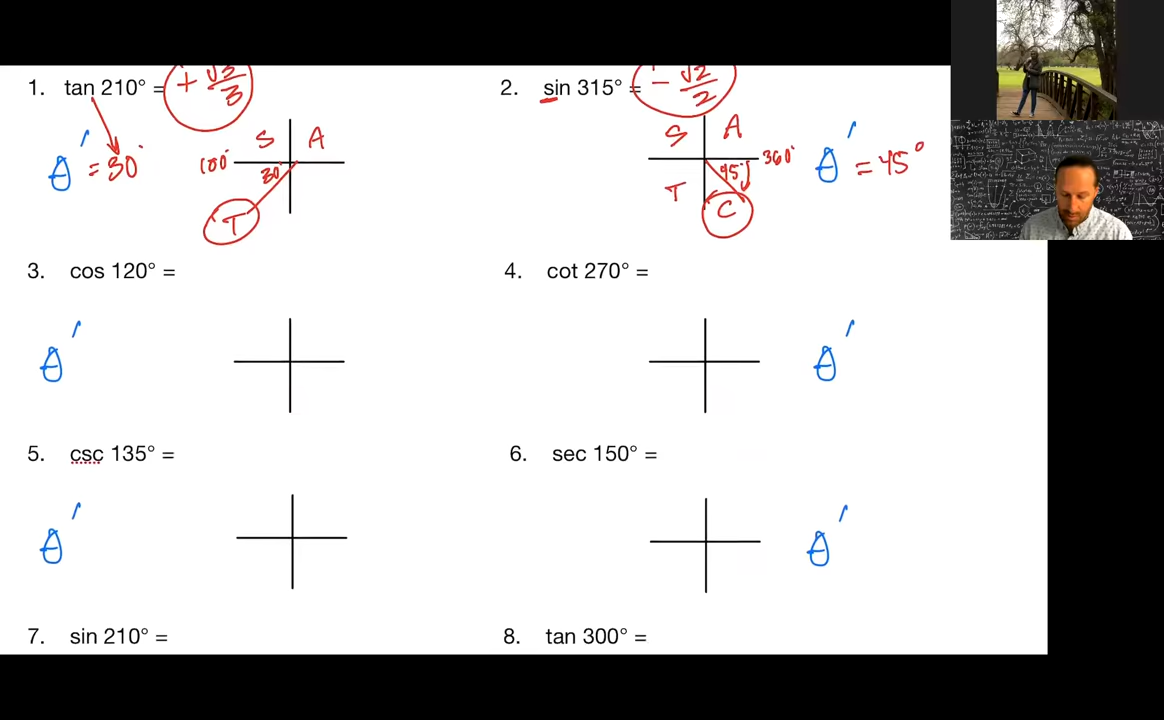 1. tan 210° = + √3/3
2. sin 315° = − √2/2
S A
S A
θ' = 30°
180°
30°
T
T
45°
C
360°
θ' = 45°
3. cos 120° =
4. cot 270° =
θ'
θ'
5. csc 135° =
6. sec 150° =
θ'
θ'
7. sin 210° =
8. tan 300° =